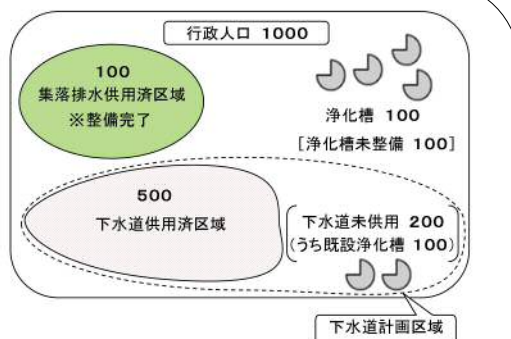 行政人口 1000
100
集落排水供用済区域
※整備完了
浄化槽 100
[浄化槽未整備 100]
500
下水道供用済区域
下水道未供用 200
(うち既設浄化槽 100)
下水道計画区域